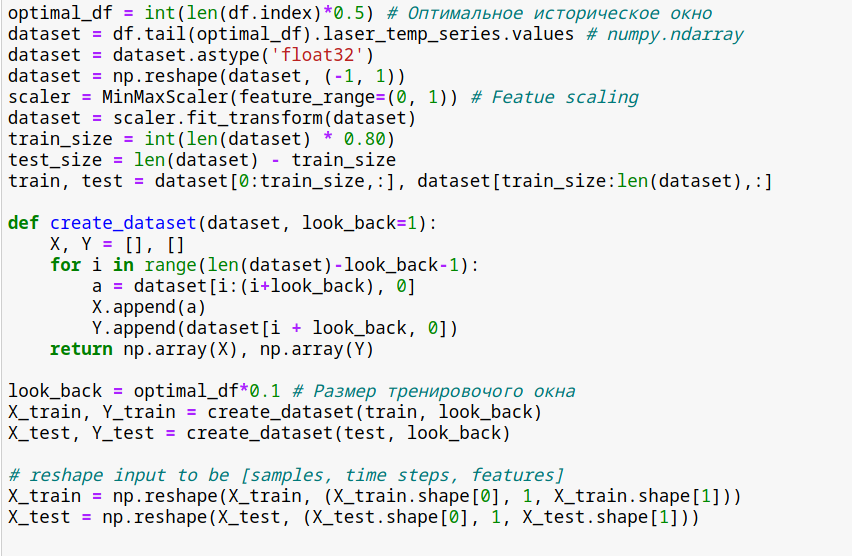 optimal_df = int(len(df.index)*0.5) # Оптимальное историческое окно
dataset = df.tail(optimal_df).laser_temp_series.values # numpy.ndarray
dataset = dataset.astype('float32')
dataset = np.reshape(dataset, (-1, 1))
scaler = MinMaxScaler(feature_range=(0, 1)) # Featue scaling
dataset = scaler.fit_transform(dataset)
train_size = int(len(dataset) * 0.80)
test_size = len(dataset) - train_size
train, test = dataset[0:train_size,:], dataset[train_size:len(dataset),:]

def create_dataset(dataset, look_back=1):
    X, Y = [], []
    for i in range(len(dataset)-look_back-1):
        a = dataset[i:(i+look_back), 0]
        X.append(a)
        Y.append(dataset[i + look_back, 0])
    return np.array(X), np.array(Y)

look_back = optimal_df*0.1 # Размер тренировочого окна
X_train, Y_train = create_dataset(train, look_back)
X_test, Y_test = create_dataset(test, look_back)

# reshape input to be [samples, time steps, features]
X_train = np.reshape(X_train, (X_train.shape[0], 1, X_train.shape[1]))
X_test = np.reshape(X_test, (X_test.shape[0], 1, X_test.shape[1]))